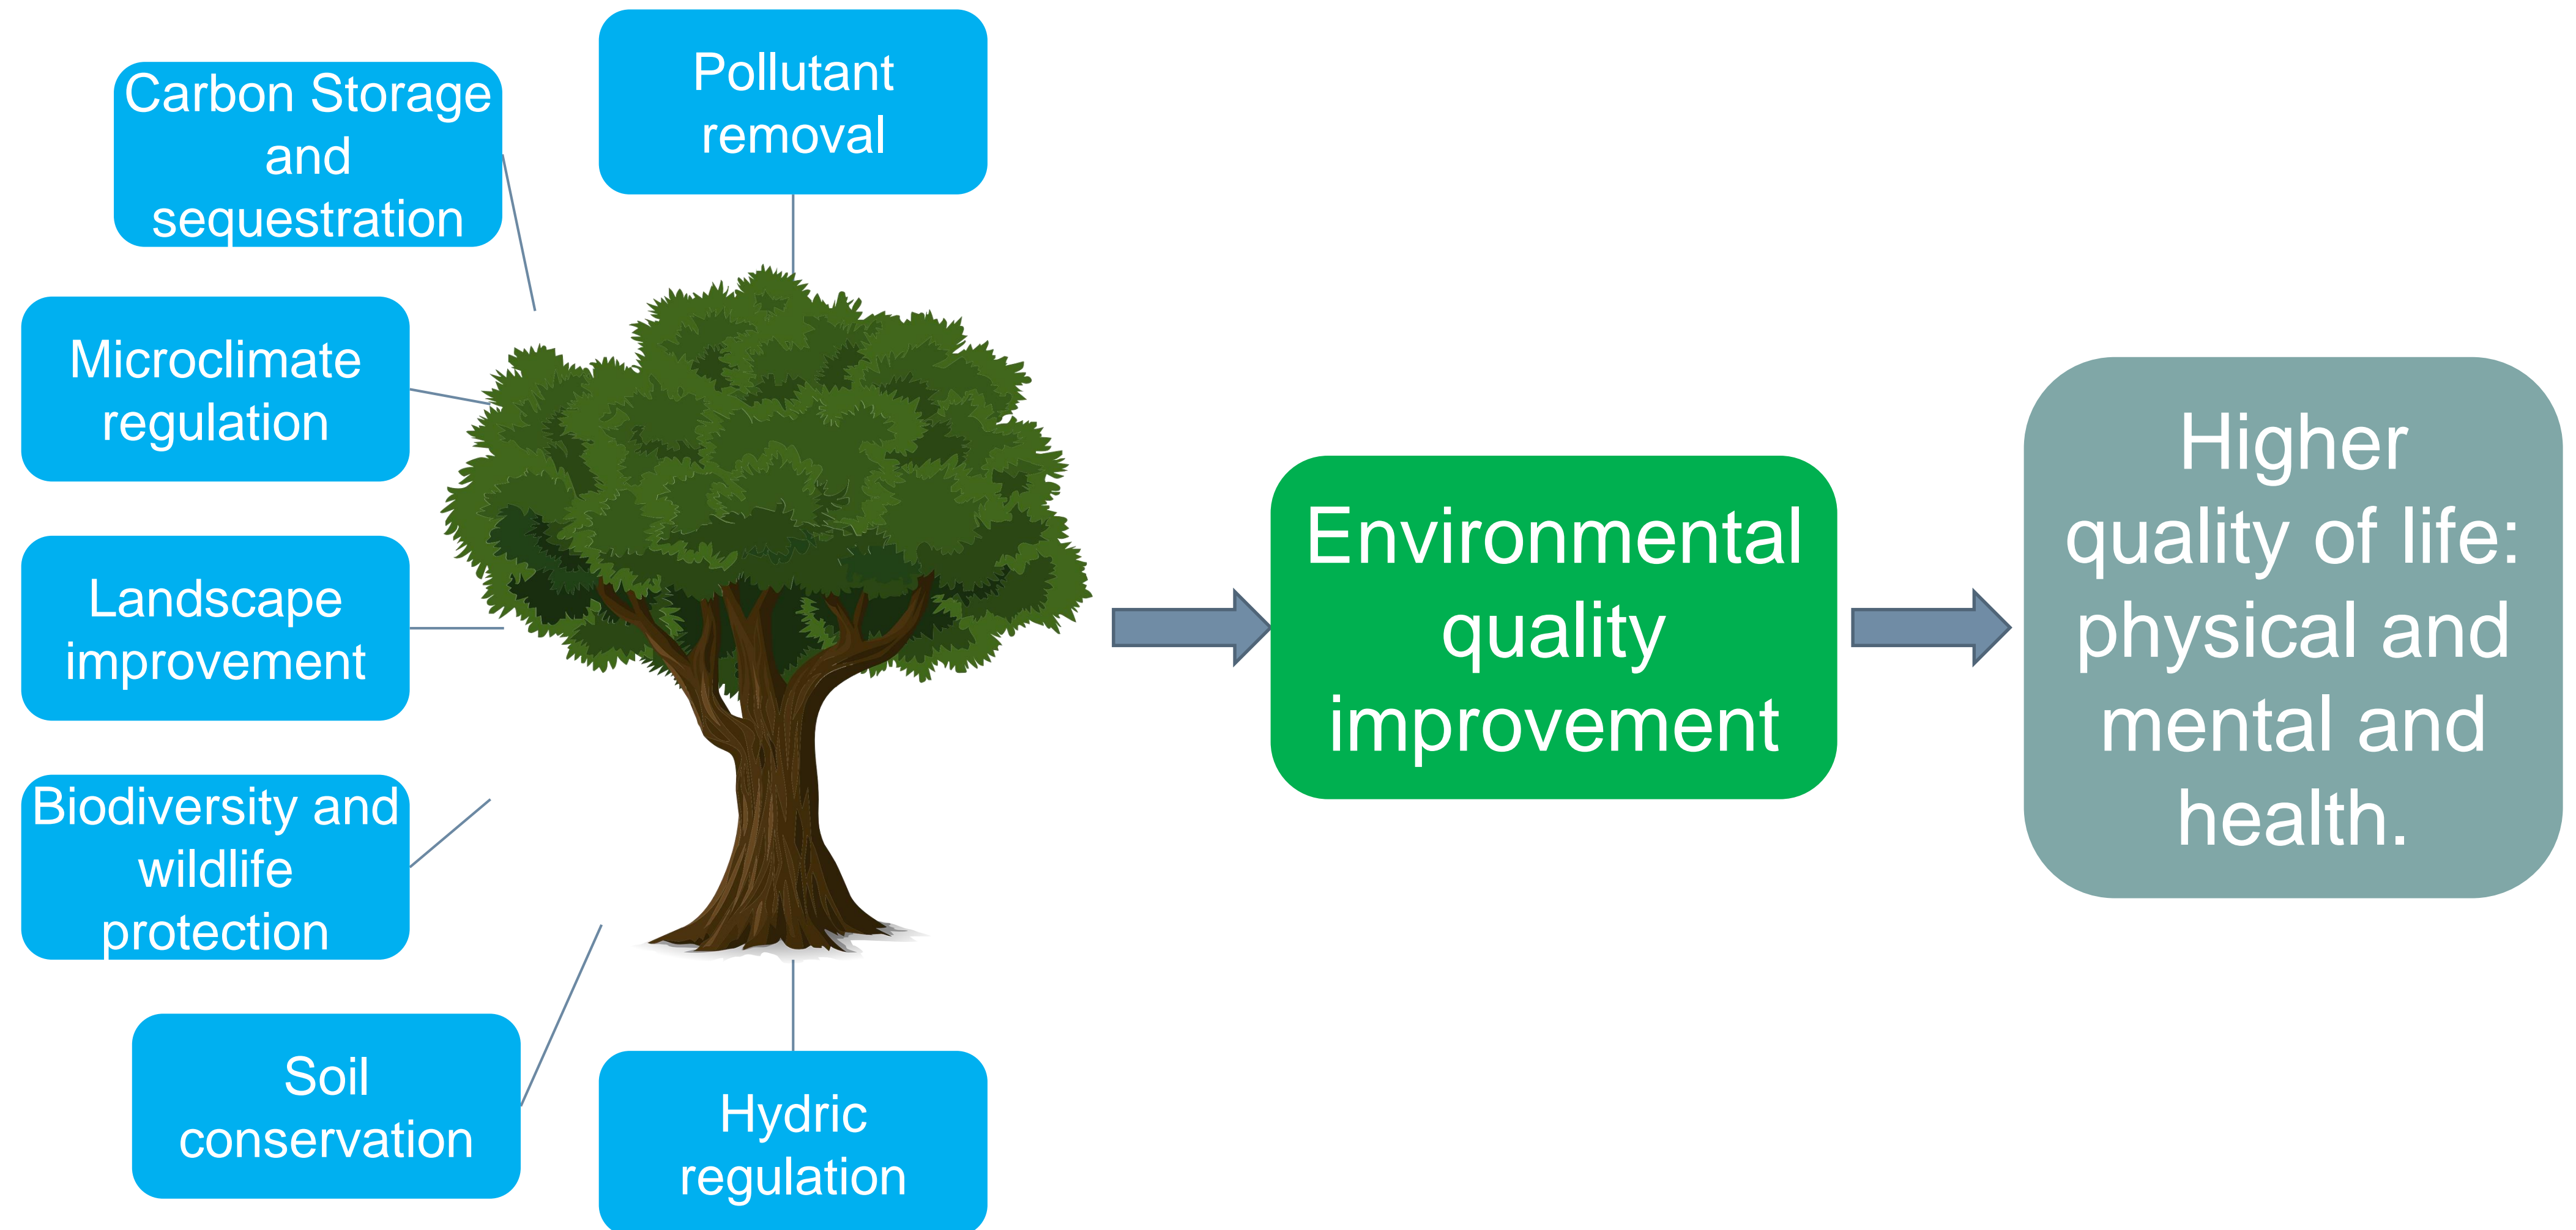 Pollutant
removal
Carbon Storage
and
sequestration
Microclimate
regulation
Landscape
improvement
Biodiversity and
wildlife
protection
Soil
conservation
Hydric
regulation
Environmental
quality
improvement
Higher
quality of life:
physical and
mental and
health.